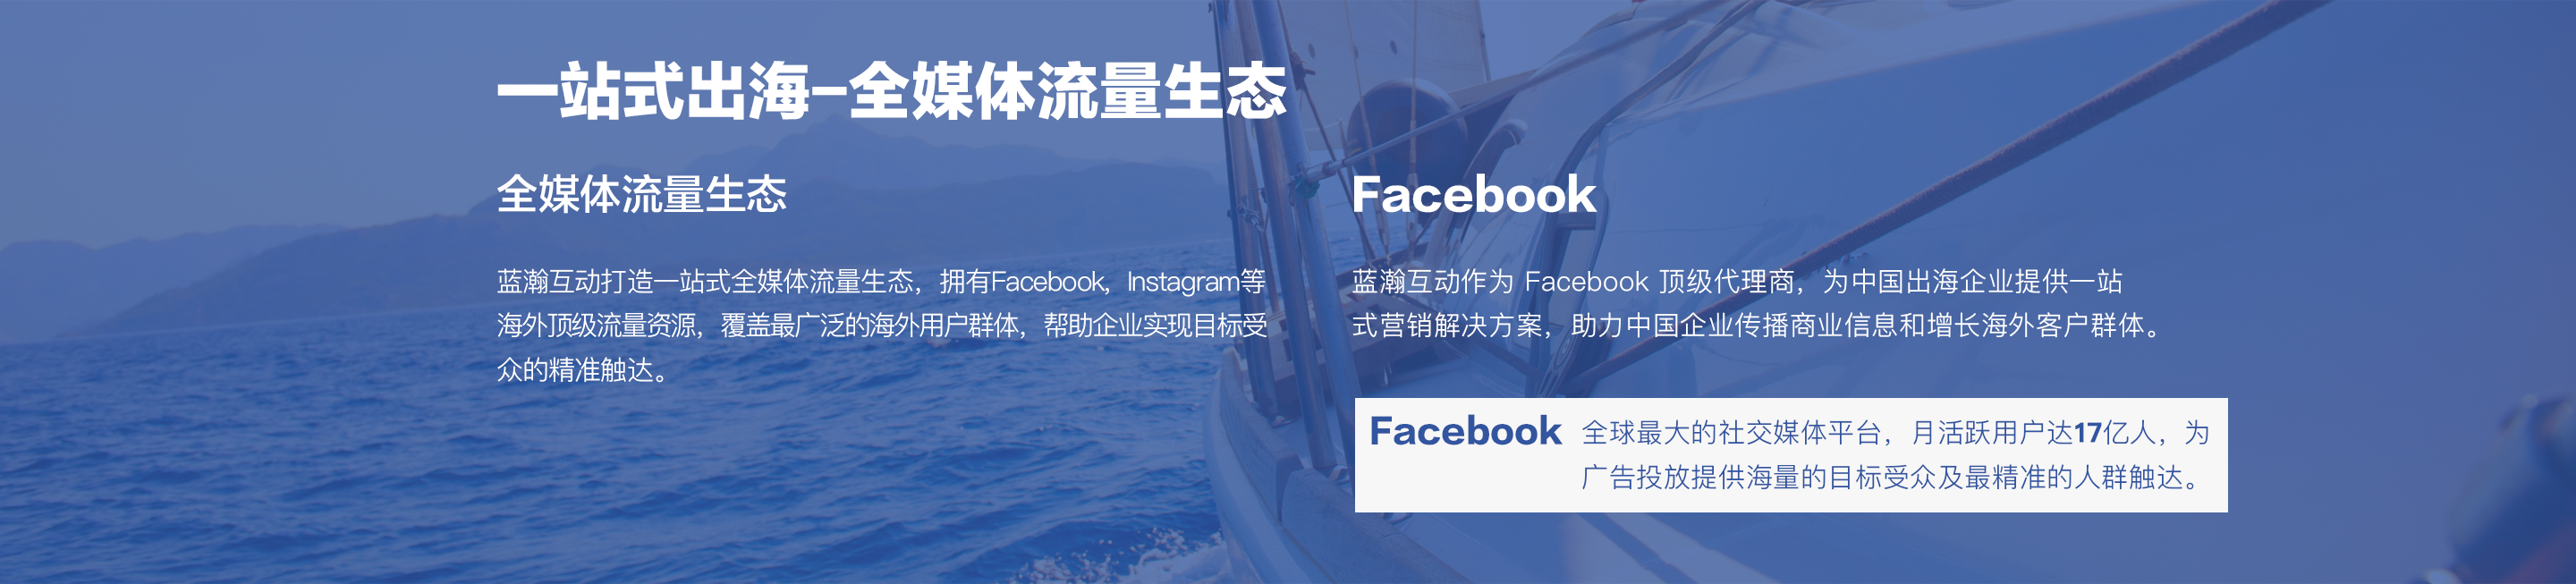 一站式出海-全媒体流量生态
全媒体流量生态
蓝瀚互动打造一站式全媒体流量生态，拥有Facebook，Instagram等
海外顶级流量资源，覆盖最广泛的海外用户群体，帮助企业实现目标受
众的精准触达。
Facebook
蓝瀚互动作为 Facebook 顶级代理商，为中国出海企业提供一站
式营销解决方案，助力中国企业传播商业信息和增长海外客户群体。
Facebook 全球最大的社交媒体平台，月活跃用户达17亿人，为
广告投放提供海量的目标受众及最精准的人群触达。